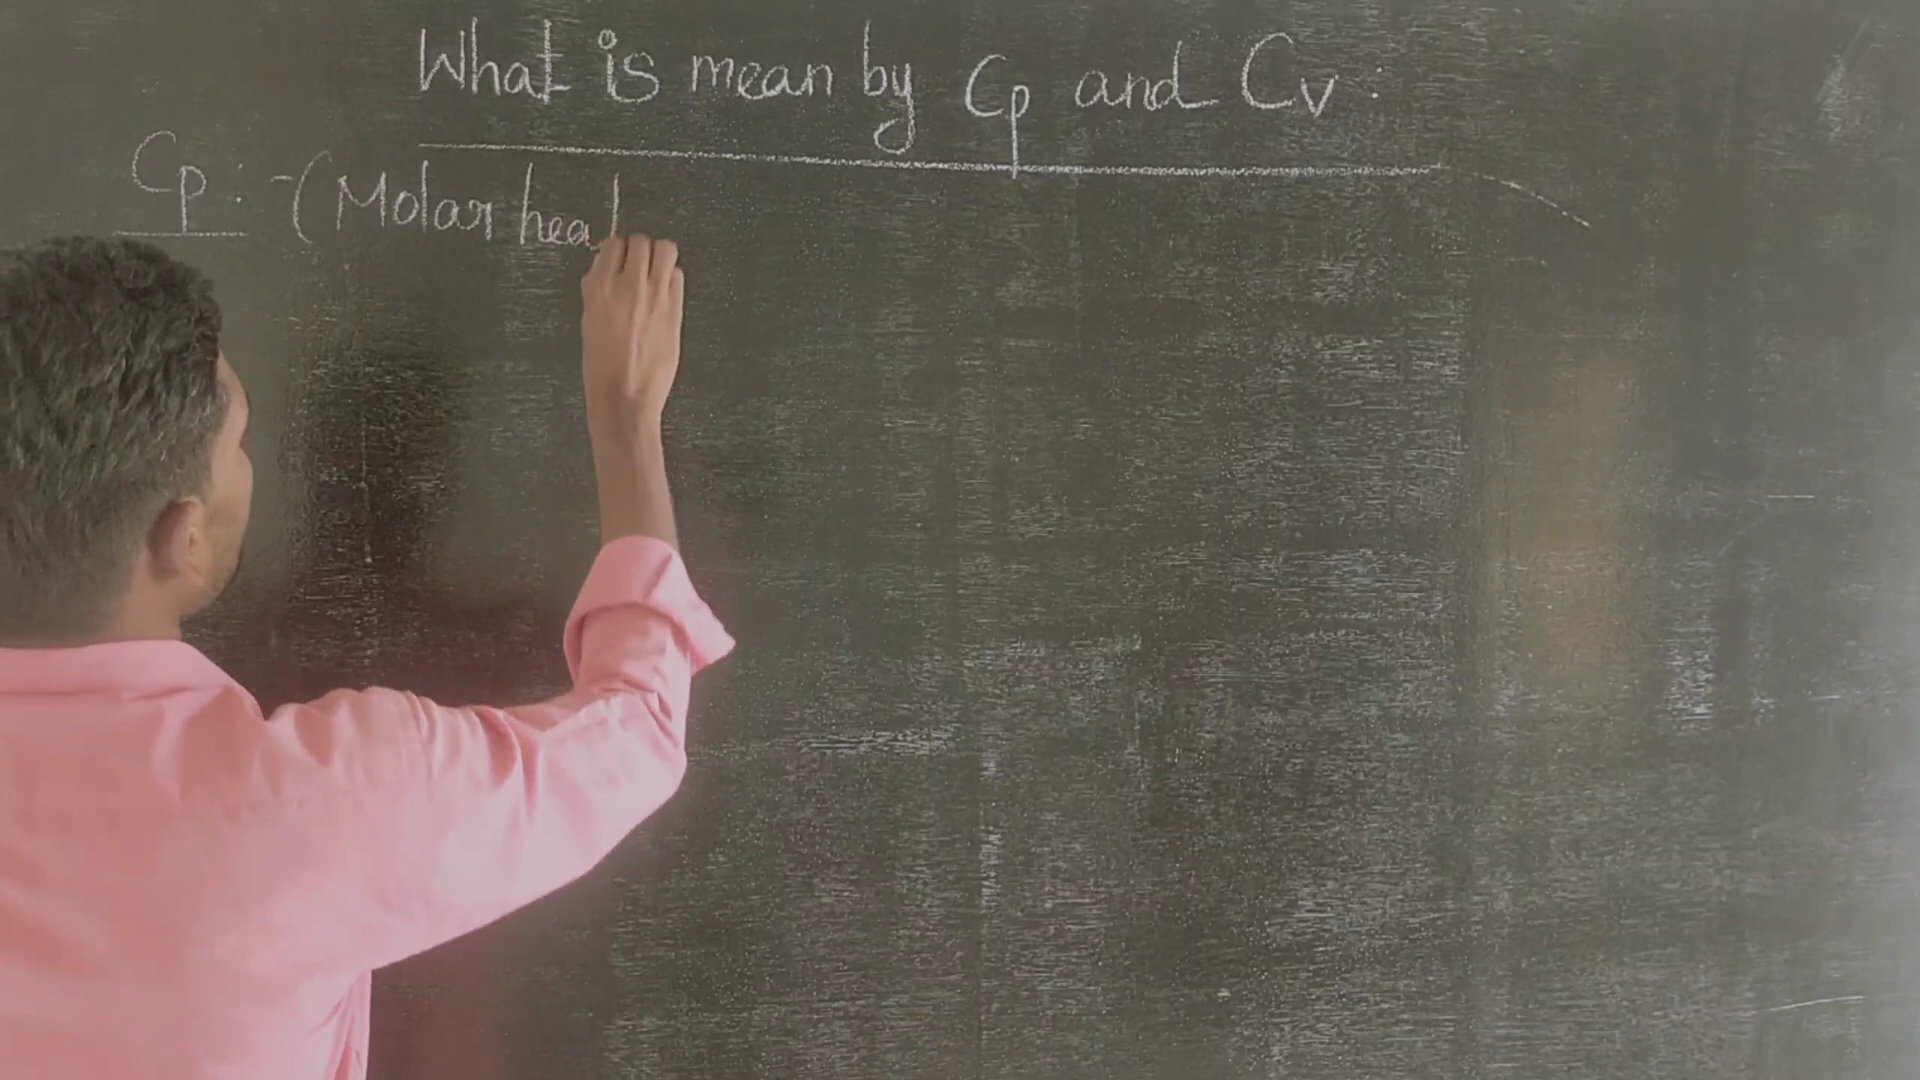 What is mean by Cp and Cv :
Cp : - (Molar heat